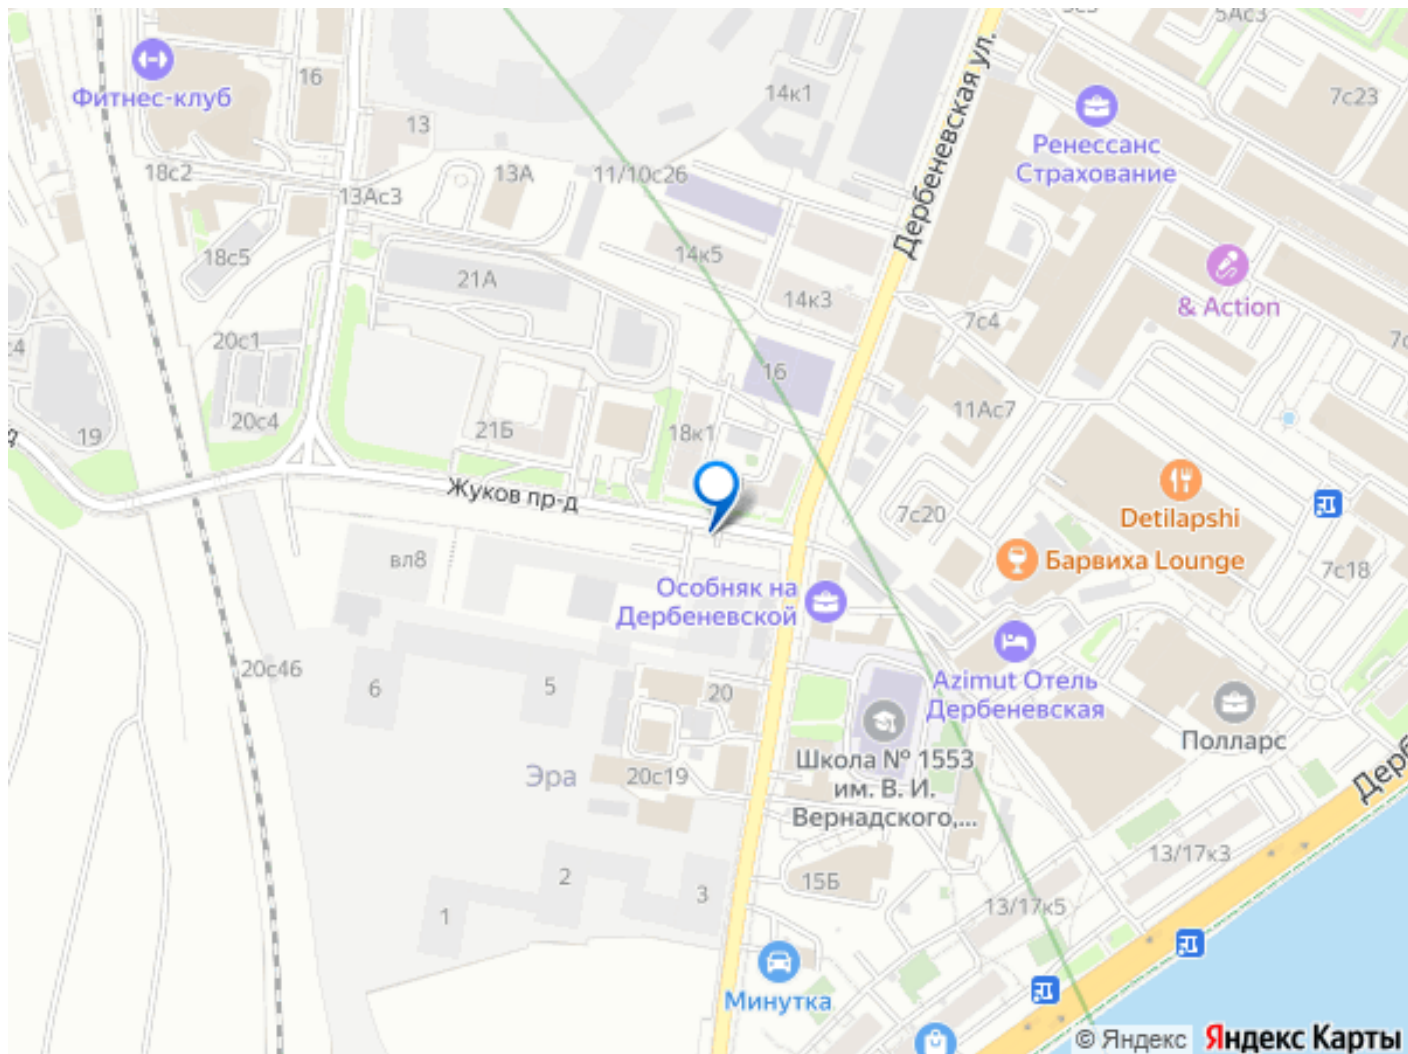 5Ас3
Фитнес-клуб
16
14к1
7с23
13
Дербеневская ул.
Ренессанс
Страхование
18с2
13А
11/10с26
13Ас3
18с5
14к5
21А
14к3
& Action
7с4
20с1
16
19
20с4
21Б
18к1
11Ас7
Жуков пр-д
7с20
Detilapshi
вл8
Барвиха Lounge
7с18
Особняк на
Дербеневской
20с46
6
5
20
Azimut Отель
Дербеневская
Полларс
Эра
20с19
Школа № 1553
им. В. И.
Вернадского,...
13/17к3
2
3
15Б
1
13/17к5
Минутка
© Яндекс
Яндекс Карты